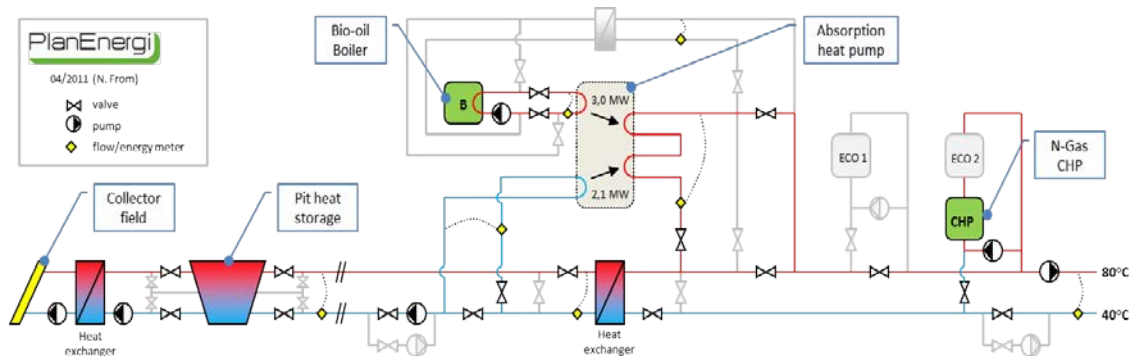 PlanEnergi
04/2011 (N. From)
valve
pump
flow/energy meter
Bio-oil
Boiler
Absorption
heat pump
B
3,0 MW
2,1 MW
ECO 1
ECO 2
N-Gas
CHP
CHP
Collector
field
Pit heat
storage
80°C
40°C
Heat
exchanger
Heat
exchanger